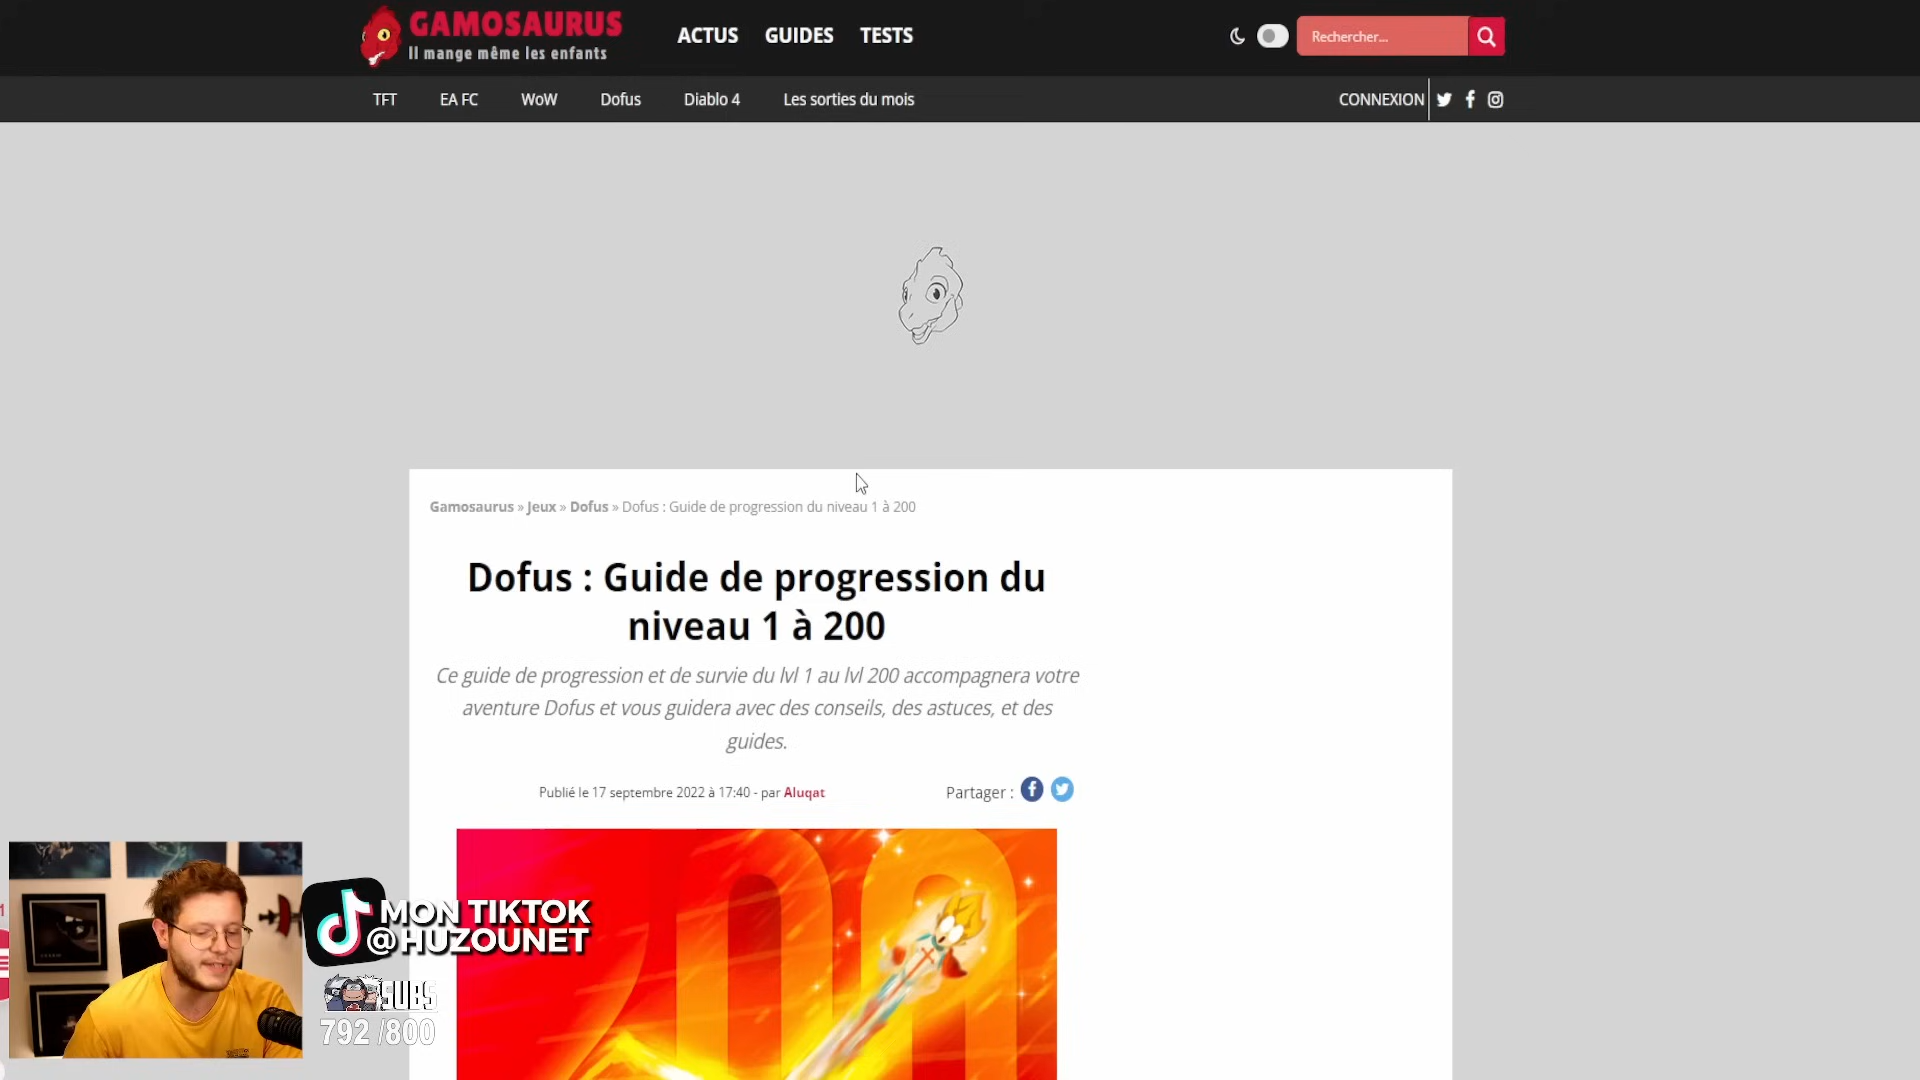 GAMOSAURUS
Il mange même les enfants
ACTUS GUIDES TESTS
Rechercher...
TFT EA FC WoW Dofus Diablo 4 Les sorties du mois
CONNEXION
Gamosaurus » Jeux » Dofus » Dofus : Guide de progression du niveau 1 à 200
Dofus : Guide de progression du
niveau 1 à 200
Ce guide de progression et de survie du lvl 1 au lvl 200 accompagnera votre
aventure Dofus et vous guidera avec des conseils, des astuces, et des
guides.
Publié le 17 septembre 2022 à 17:40 - par Aluqat
Partager :
MON TIKTOK
@HUZOUNET
SUBS
792 /800